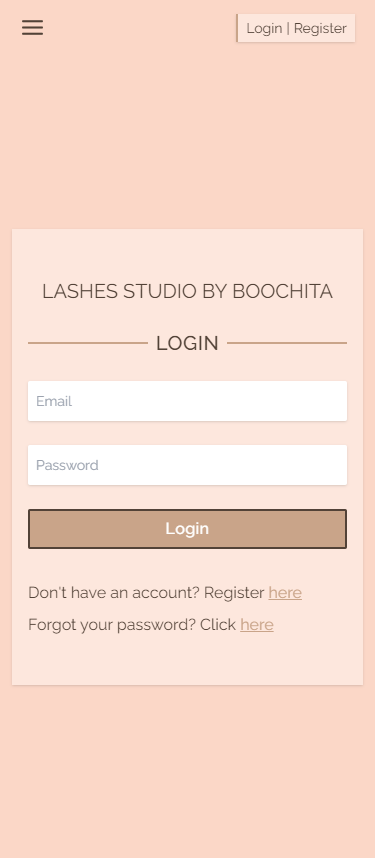 Login | Register
LASHES STUDIO BY BOOCHITA
LOGIN
Email
Password
Login
Don't have an account? Register here
Forgot your password? Click here